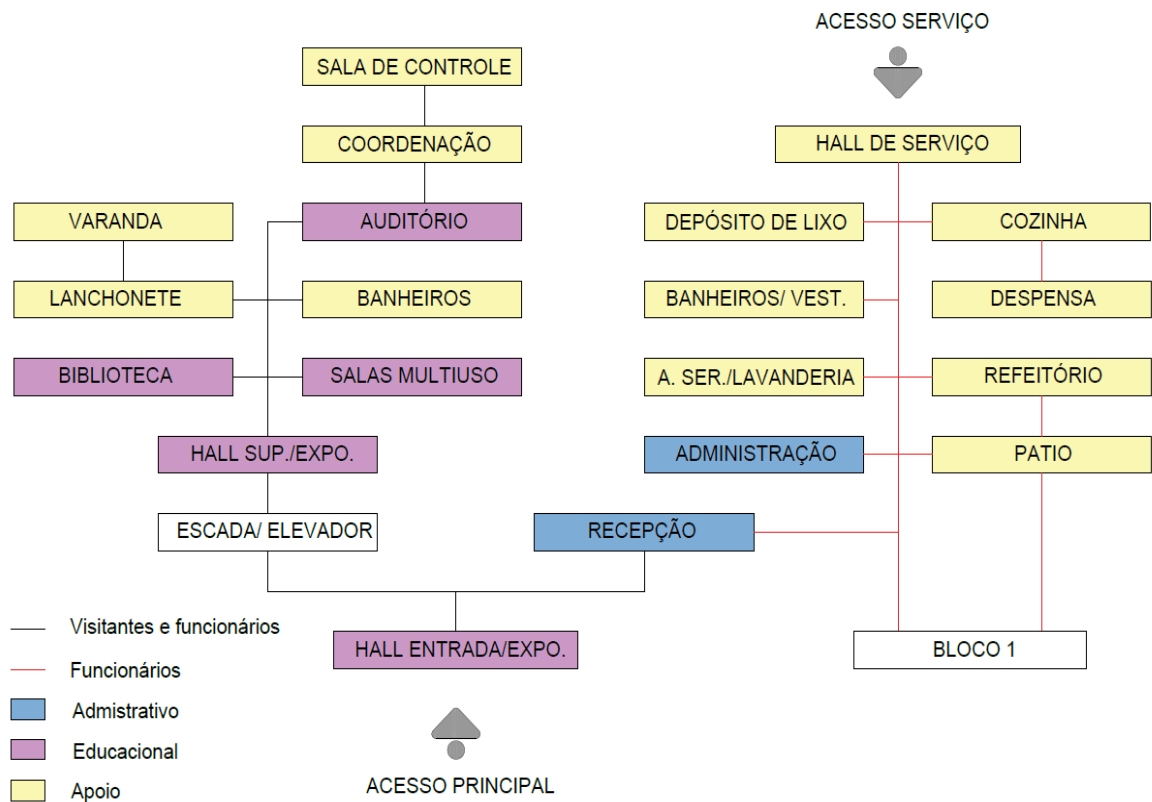 ACESSO SERVIÇO
SALA DE CONTROLE
COORDENAÇÃO
HALL DE SERVIÇO
VARANDA
AUDITÓRIO
DEPÓSITO DE LIXO
COZINHA
LANCHONETE
BANHEIROS
BANHEIROS/ VEST.
DESPENSA
BIBLIOTECA
SALAS MULTIUSO
A. SER./LAVANDERIA
REFEITÓRIO
HALL SUP./EXPO.
ADMINISTRAÇÃO
PATIO
ESCADA/ ELEVADOR
RECEPÇÃO
HALL ENTRADA/EXPO.
BLOCO 1
Visitantes e funcionários
Funcionários
Admistrativo
Educacional
Apoio
ACESSO PRINCIPAL